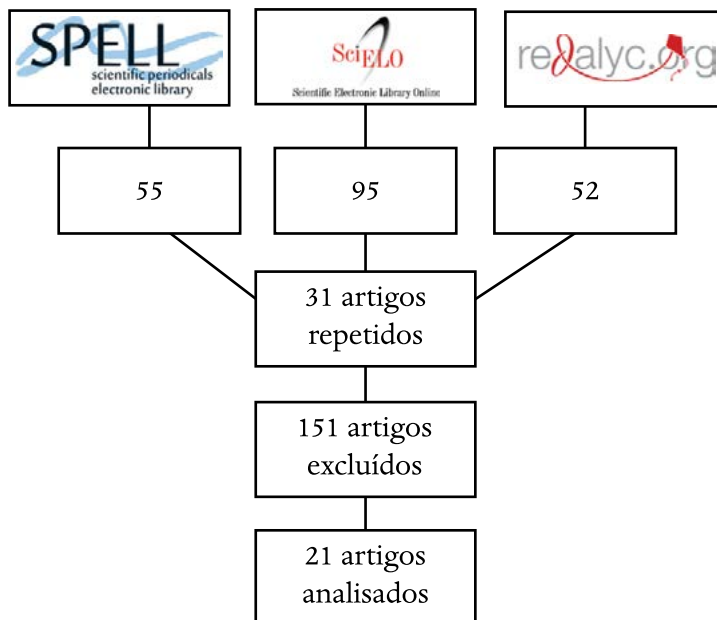 SPELL
scientific periodicals
electronic library
SciELO
Scientific Electronic Library Online
redalyc.org
55
95
52
31 artigos
repetidos
151 artigos
excluídos
21 artigos
analisados